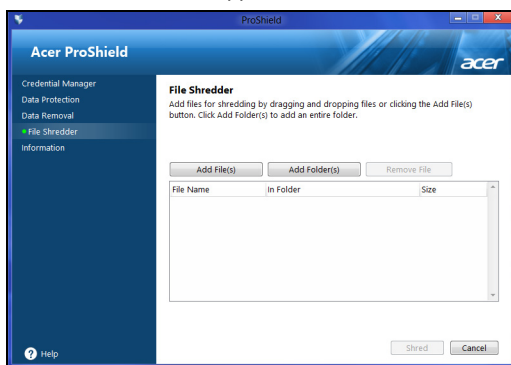 ProShield
Acer ProShield
acer
Credential Manager
Data Protection
Data Removal
File Shredder
Information
File Shredder
Add files for shredding by dragging and dropping files or clicking the Add File(s)
button. Click Add Folder(s) to add an entire folder.
Add File(s)
Add Folder(s)
Remove File
File Name
In Folder
Size
? Help
Shred
Cancel